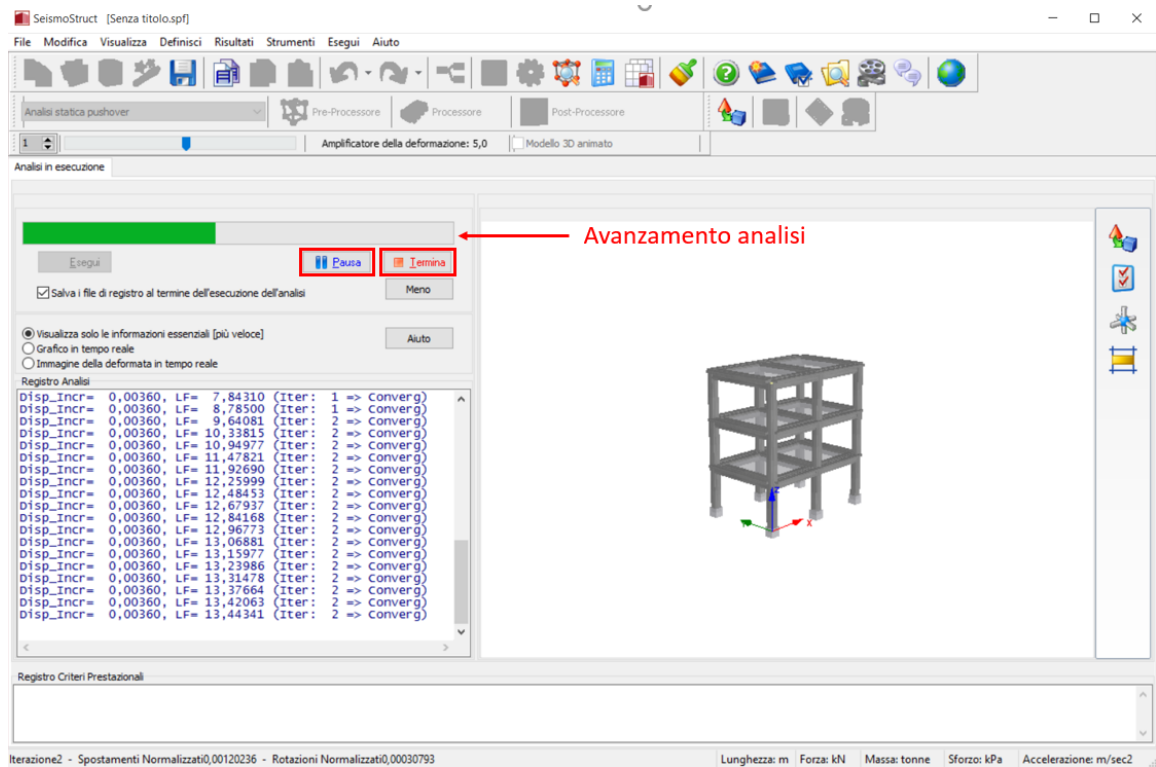 SeismoStruct [Senza titolo.spf]
File Modifica Visualizza Definisci Risultati Strumenti Esegui Aiuto
Analisi statica pushover
Pre-Processore
Processore
Post-Processore
1
Amplificatore della deformazione: 5,0
Modello 3D animato
Analisi in esecuzione
Avanzamento analisi
Esegui
Pausa
Termina
Salva i file di registro al termine dell'esecuzione dell'analisi
Meno
Visualizza solo le informazioni essenziali [più veloce]
Aiuto
Grafico in tempo reale
Immagine della deformata in tempo reale
Registro Analisi
Disp_Incr= 0,00360, LF= 7,84310 (Iter: 1 => Converg)
Disp_Incr= 0,00360, LF= 8,78500 (Iter: 1 => Converg)
Disp_Incr= 0,00360, LF= 9,64081 (Iter: 2 => Converg)
Disp_Incr= 0,00360, LF= 10,33815 (Iter: 2 => Converg)
Disp_Incr= 0,00360, LF= 10,94977 (Iter: 2 => Converg)
Disp_Incr= 0,00360, LF= 11,47821 (Iter: 2 => Converg)
Disp_Incr= 0,00360, LF= 11,92690 (Iter: 2 => Converg)
Disp_Incr= 0,00360, LF= 12,25999 (Iter: 2 => Converg)
Disp_Incr= 0,00360, LF= 12,48453 (Iter: 2 => Converg)
Disp_Incr= 0,00360, LF= 12,67937 (Iter: 2 => Converg)
Disp_Incr= 0,00360, LF= 12,84168 (Iter: 2 => Converg)
Disp_Incr= 0,00360, LF= 12,96773 (Iter: 2 => Converg)
Disp_Incr= 0,00360, LF= 13,06881 (Iter: 2 => Converg)
Disp_Incr= 0,00360, LF= 13,15977 (Iter: 2 => Converg)
Disp_Incr= 0,00360, LF= 13,23986 (Iter: 2 => Converg)
Disp_Incr= 0,00360, LF= 13,31478 (Iter: 2 => Converg)
Disp_Incr= 0,00360, LF= 13,37664 (Iter: 2 => Converg)
Disp_Incr= 0,00360, LF= 13,42063 (Iter: 2 => Converg)
Disp_Incr= 0,00360, LF= 13,44341 (Iter: 2 => Converg)
z
x
Registro Criteri Prestazionali
Iterazione2 - Spostamenti Normalizzati0,00120236 - Rotazioni Normalizzati0,00030793
Lunghezza: m
Forza: kN
Massa: tonne
Sforzo: kPa
Accelerazione: m/sec2